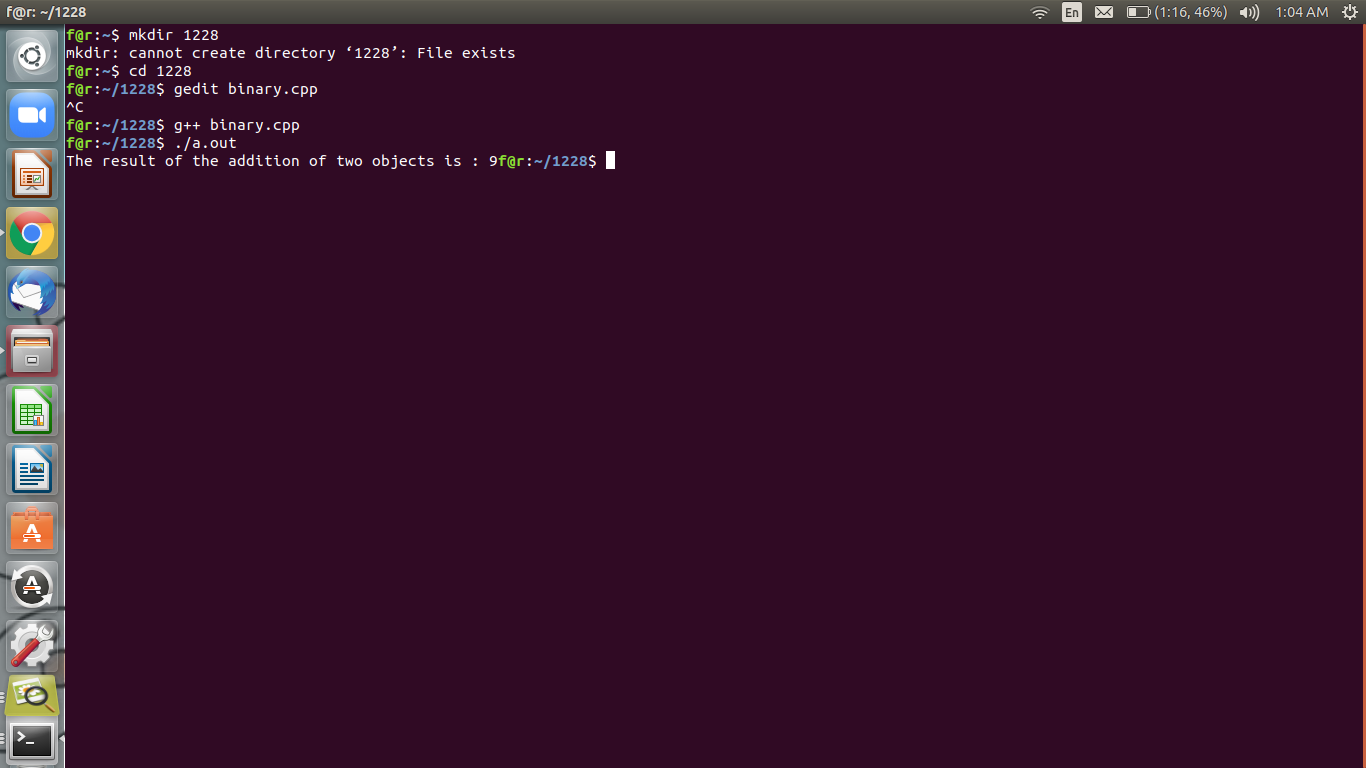 f@r: ~/1228
En
(1:16, 46%)
1:04 AM
f@r:~$ mkdir 1228
mkdir: cannot create directory ‘1228’: File exists
f@r:~$ cd 1228
f@r:~/1228$ gedit binary.cpp
^C
f@r:~/1228$ g++ binary.cpp
f@r:~/1228$ ./a.out
The result of the addition of two objects is : 9f@r:~/1228$